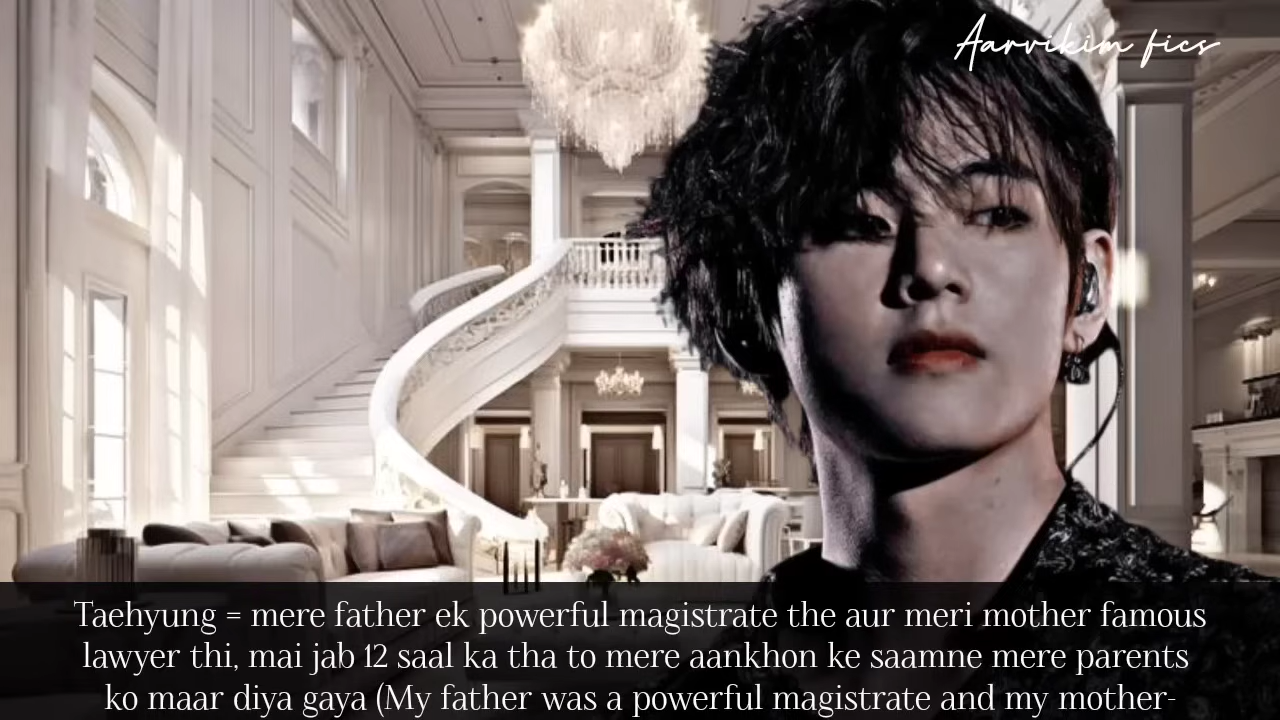 Aarvikim fics
Taehyung = mere father ek powerful magistrate the aur meri mother famous
lawyer thi, mai jab 12 saal ka tha to mere aankhon ke saamne mere parents
ko maar diya gaya (My father was a powerful magistrate and my mother-